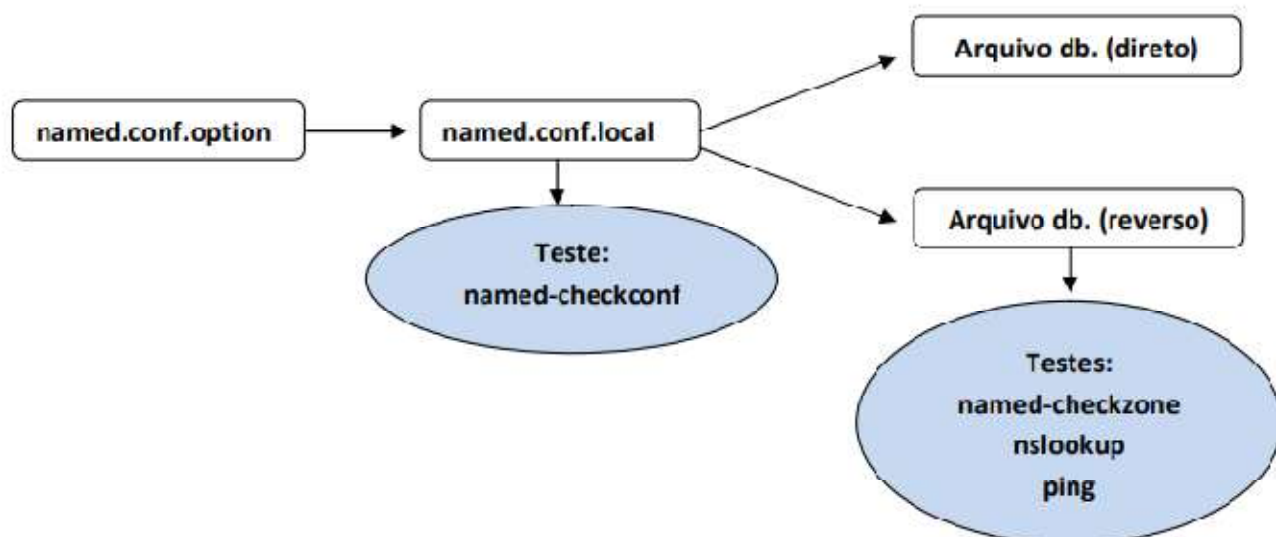 Arquivo db. (direto)
named.conf.option
named.conf.local
Arquivo db. (reverso)
Teste:
named-checkconf
Testes:
named-checkzone
nslookup
ping